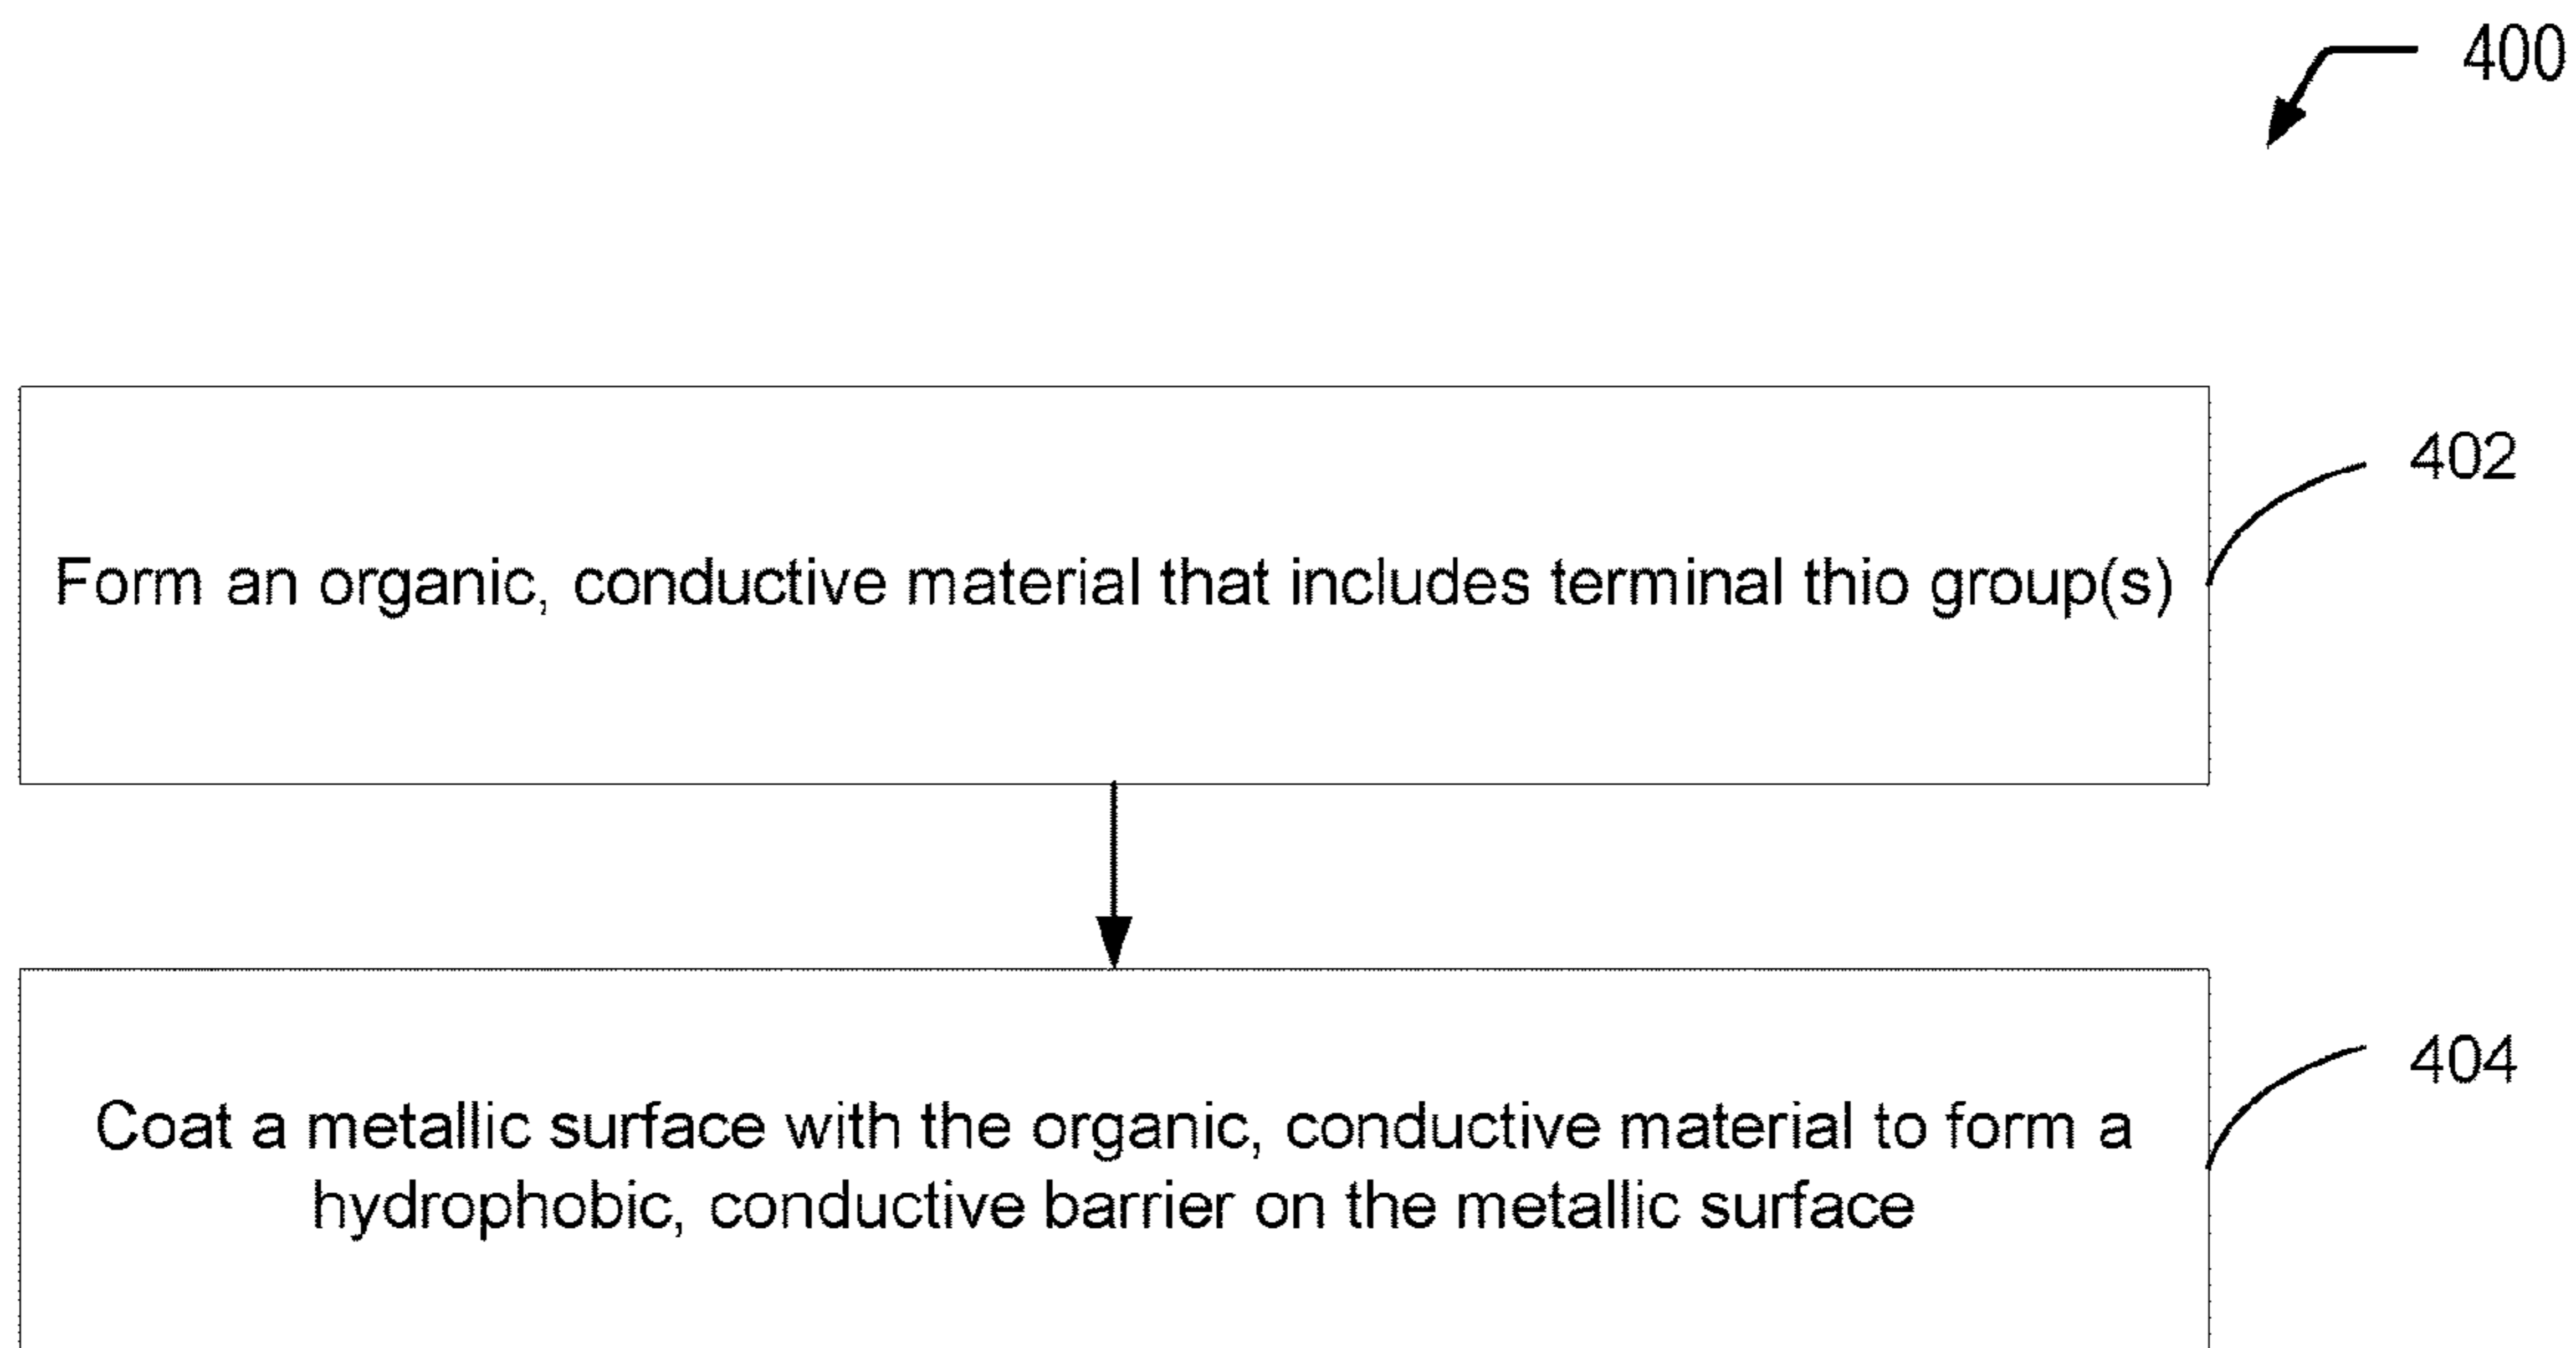 400
402
Form an organic, conductive material that includes terminal thio group(s)
404
Coat a metallic surface with the organic, conductive material to form a
hydrophobic, conductive barrier on the metallic surface